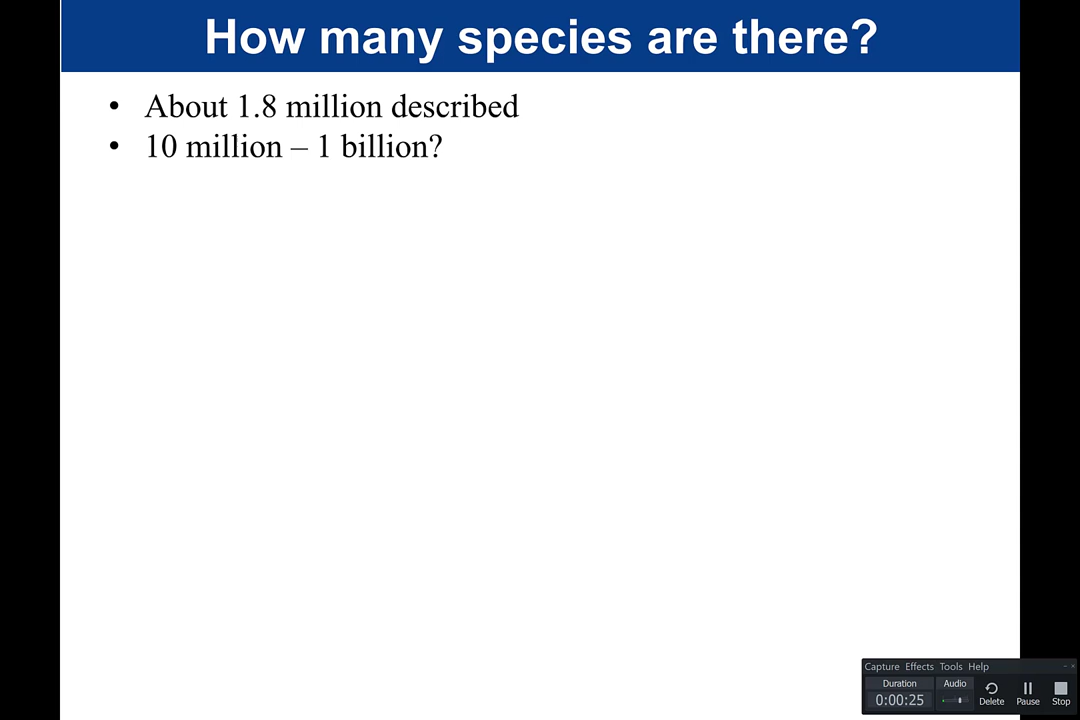 How many species are there?
• About 1.8 million described
• 10 million – 1 billion?
Capture Effects Tools Help
Duration Audio
0:00:25 Delete Pause Stop